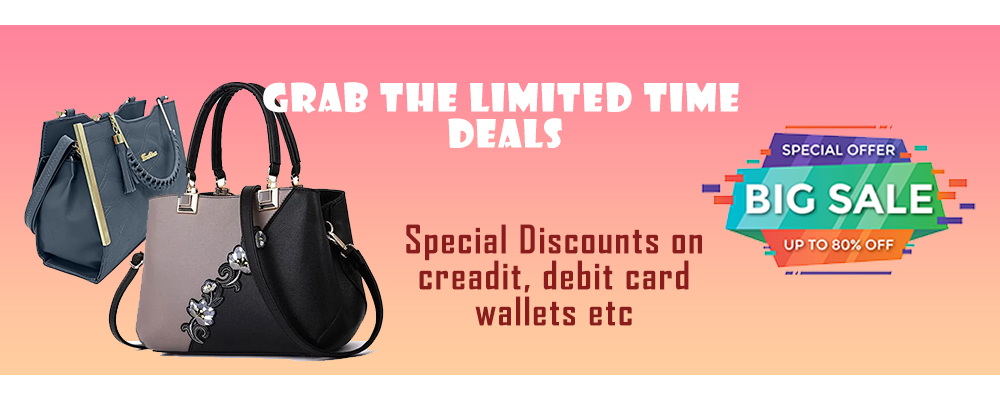 GRAB THE LIMITED TIME
DEALS
SPECIAL OFFER
BIG SALE
UP TO 80% OFF
Special Discounts on
creadit, debit card
wallets etc